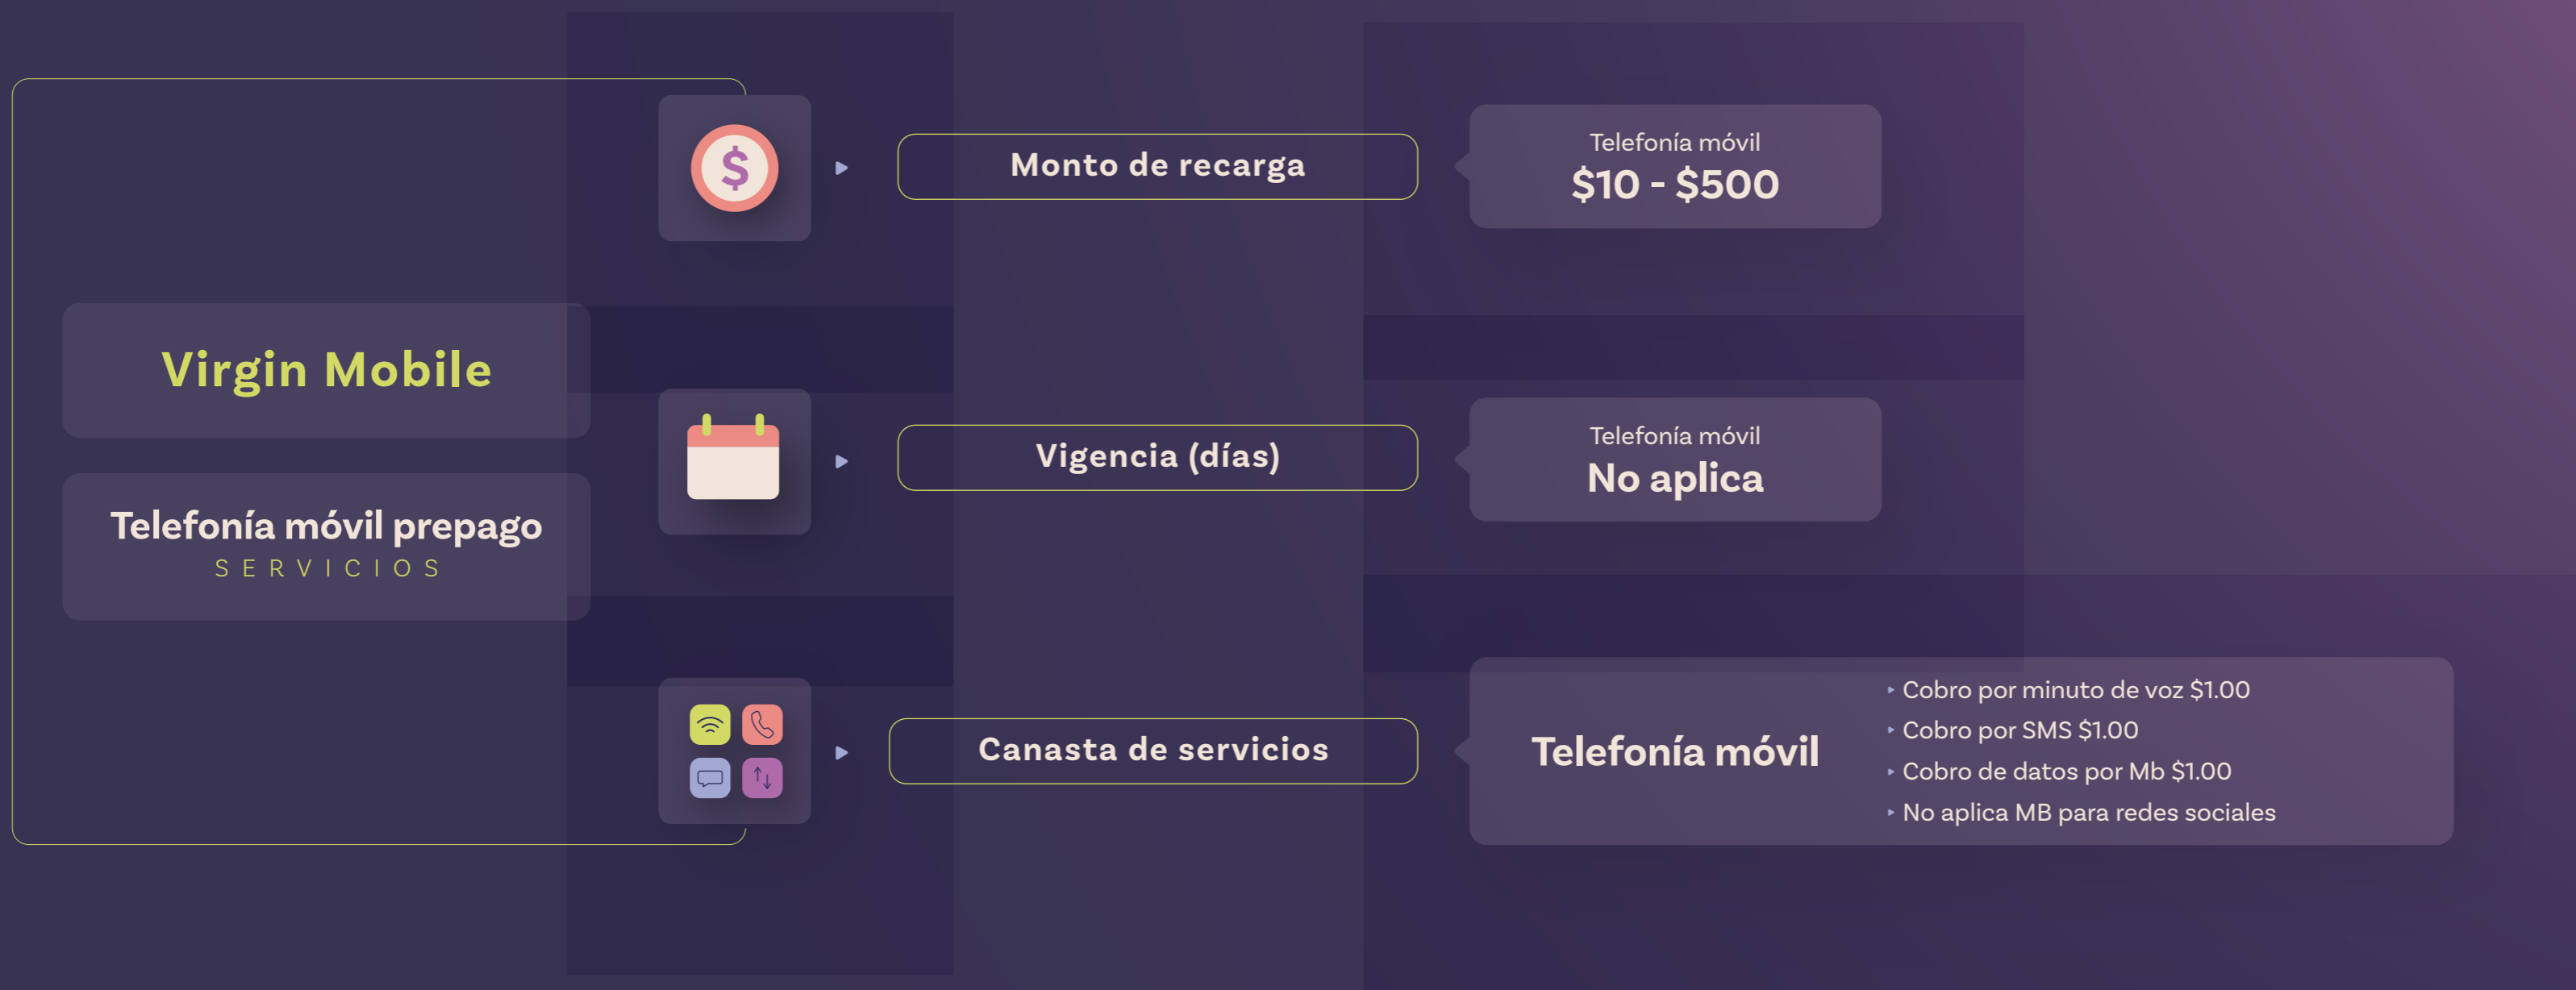 Virgin Mobile
Telefonía móvil prepago
SERVICIOS
$
Monto de recarga
Telefonía móvil
$10 - $500
Vigencia (días)
Telefonía móvil
No aplica
Canasta de servicios
Telefonía móvil
Cobro por minuto de voz $1.00
Cobro por SMS $1.00
Cobro de datos por Mb $1.00
No aplica MB para redes sociales